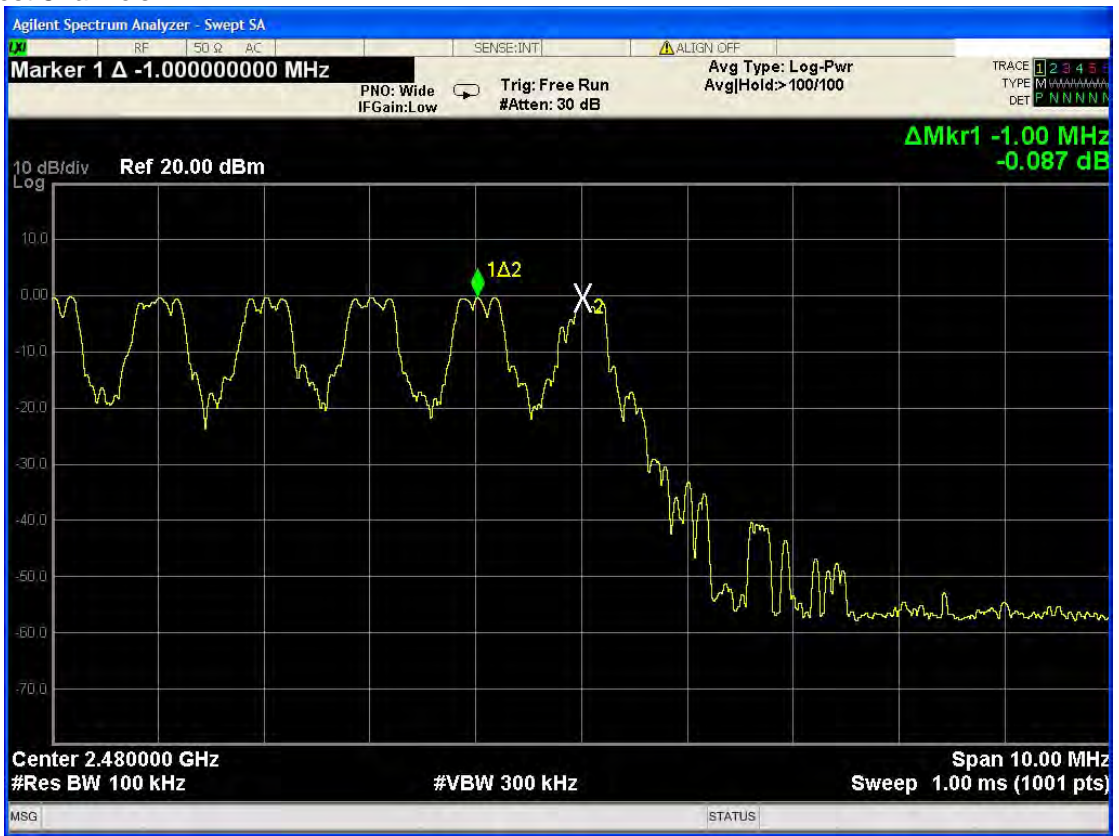 Agilent Spectrum Analyzer - Swept SA
LXI RF 50 Ω AC SENSE:INT ALIGN OFF
Marker 1 Δ -1.000000000 MHz
PNO: Wide
IFGain:Low
Trig: Free Run
#Atten: 30 dB
Avg Type: Log-Pwr
Avg|Hold:>100/100
TRACE 1 2 3 4 5
TYPE M
DET P N N N N N
ΔMkr1 -1.00 MHz
-0.087 dB
10 dB/div Ref 20.00 dBm
Log
10.0
0.00
-10.0
-20.0
-30.0
-40.0
-50.0
-60.0
-70.0
1Δ2
2
Center 2.480000 GHz Span 10.00 MHz
#Res BW 100 kHz #VBW 300 kHz Sweep 1.00 ms (1001 pts)
MSG STATUS